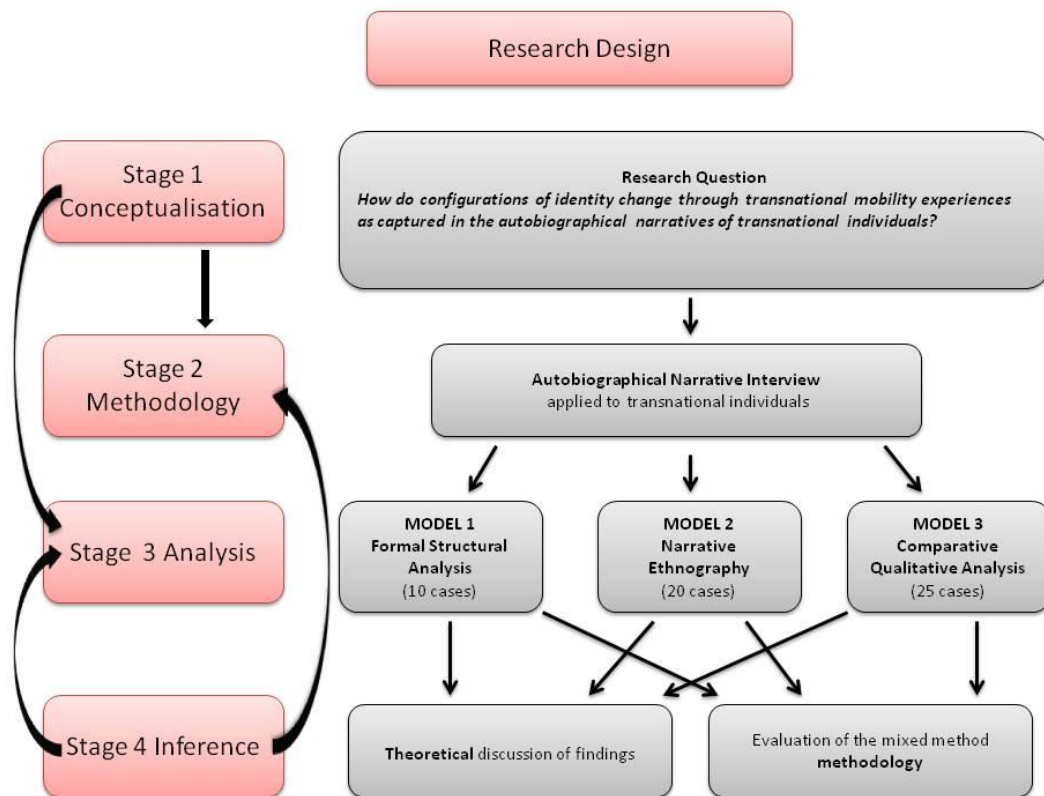 Research Design
Stage 1
Conceptualisation
Research Question
How do configurations of identity change through transnational mobility experiences
as captured in the autobiographical narratives of transnational individuals?
Stage 2
Methodology
Autobiographical Narrative Interview
applied to transnational individuals
Stage 3 Analysis
MODEL 1
Formal Structural
Analysis
(10 cases)
MODEL 2
Narrative
Ethnography
(20 cases)
MODEL 3
Comparative
Qualitative Analysis
(25 cases)
Stage 4 Inference
Theoretical discussion of findings
Evaluation of the mixed method
methodology